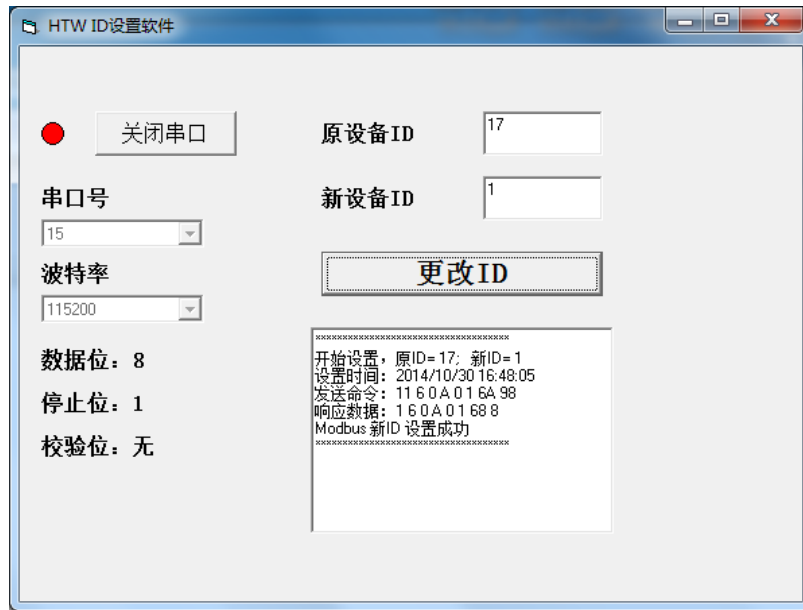 HTW ID设置软件
关闭串口
原设备ID
17
串口号
新设备ID
1
15
波特率
更改ID
115200
数据位：8
停止位：1
校验位：无
***********************************
开始设置，原ID= 17;  新ID= 1
设置时间：2014/10/30 16:48:05
发送命令：11 6 0 A 0 1 6A 98
响应数据：1 6 0 A 0 1 68 8
Modbus 新ID 设置成功
***********************************